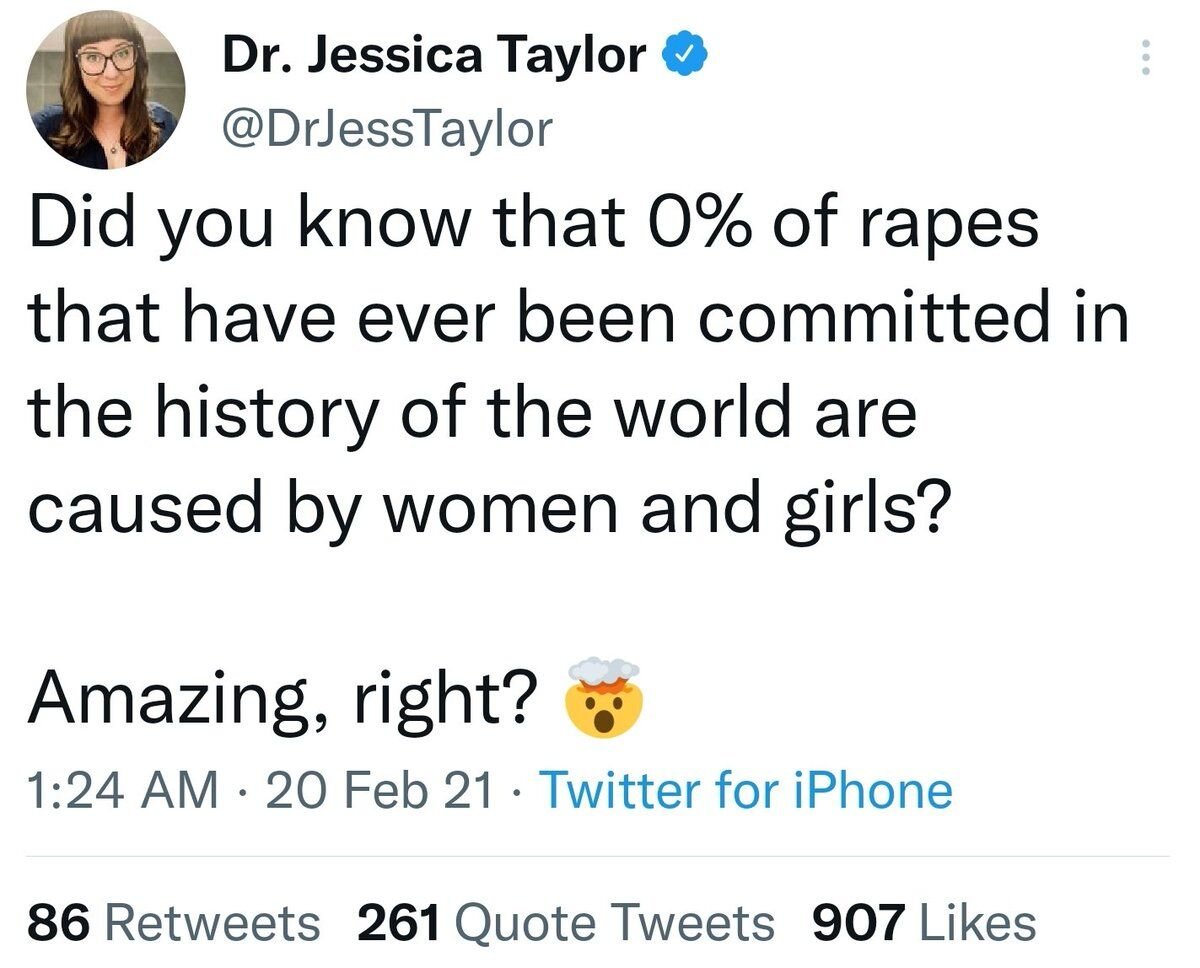 Dr. Jessica Taylor
@DrJessTaylor
Did you know that 0% of rapes
that have ever been committed in
the history of the world are
caused by women and girls?
Amazing, right? 🤯
1:24 AM · 20 Feb 21 · Twitter for iPhone
86 Retweets 261 Quote Tweets 907 Likes